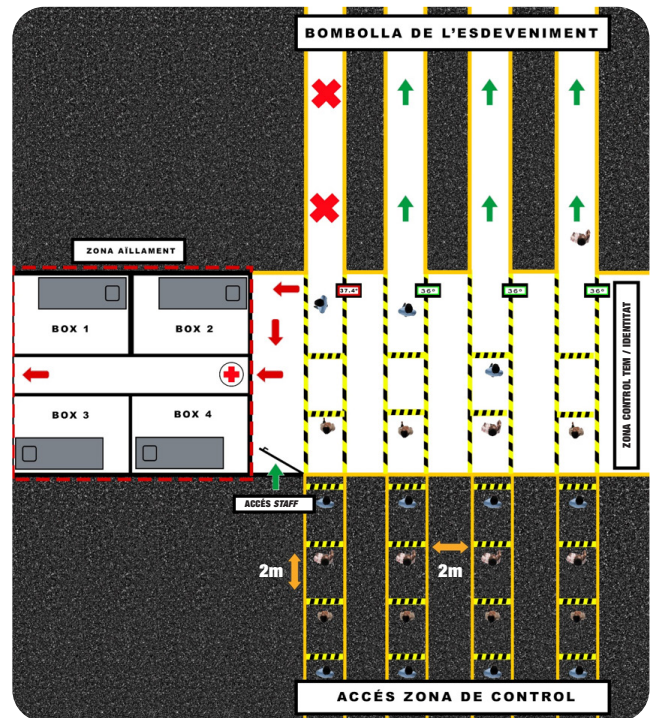 BOMBOLLA DE L'ESDEVENIMENT
ZONA AÏLLAMENT
37.4°
36°
36°
36°
BOX 1
BOX 2
BOX 3
BOX 4
ZONA CONTROL TEM / IDENTITAT
ACCÉS STAFF
2m
2m
ACCÉS ZONA DE CONTROL